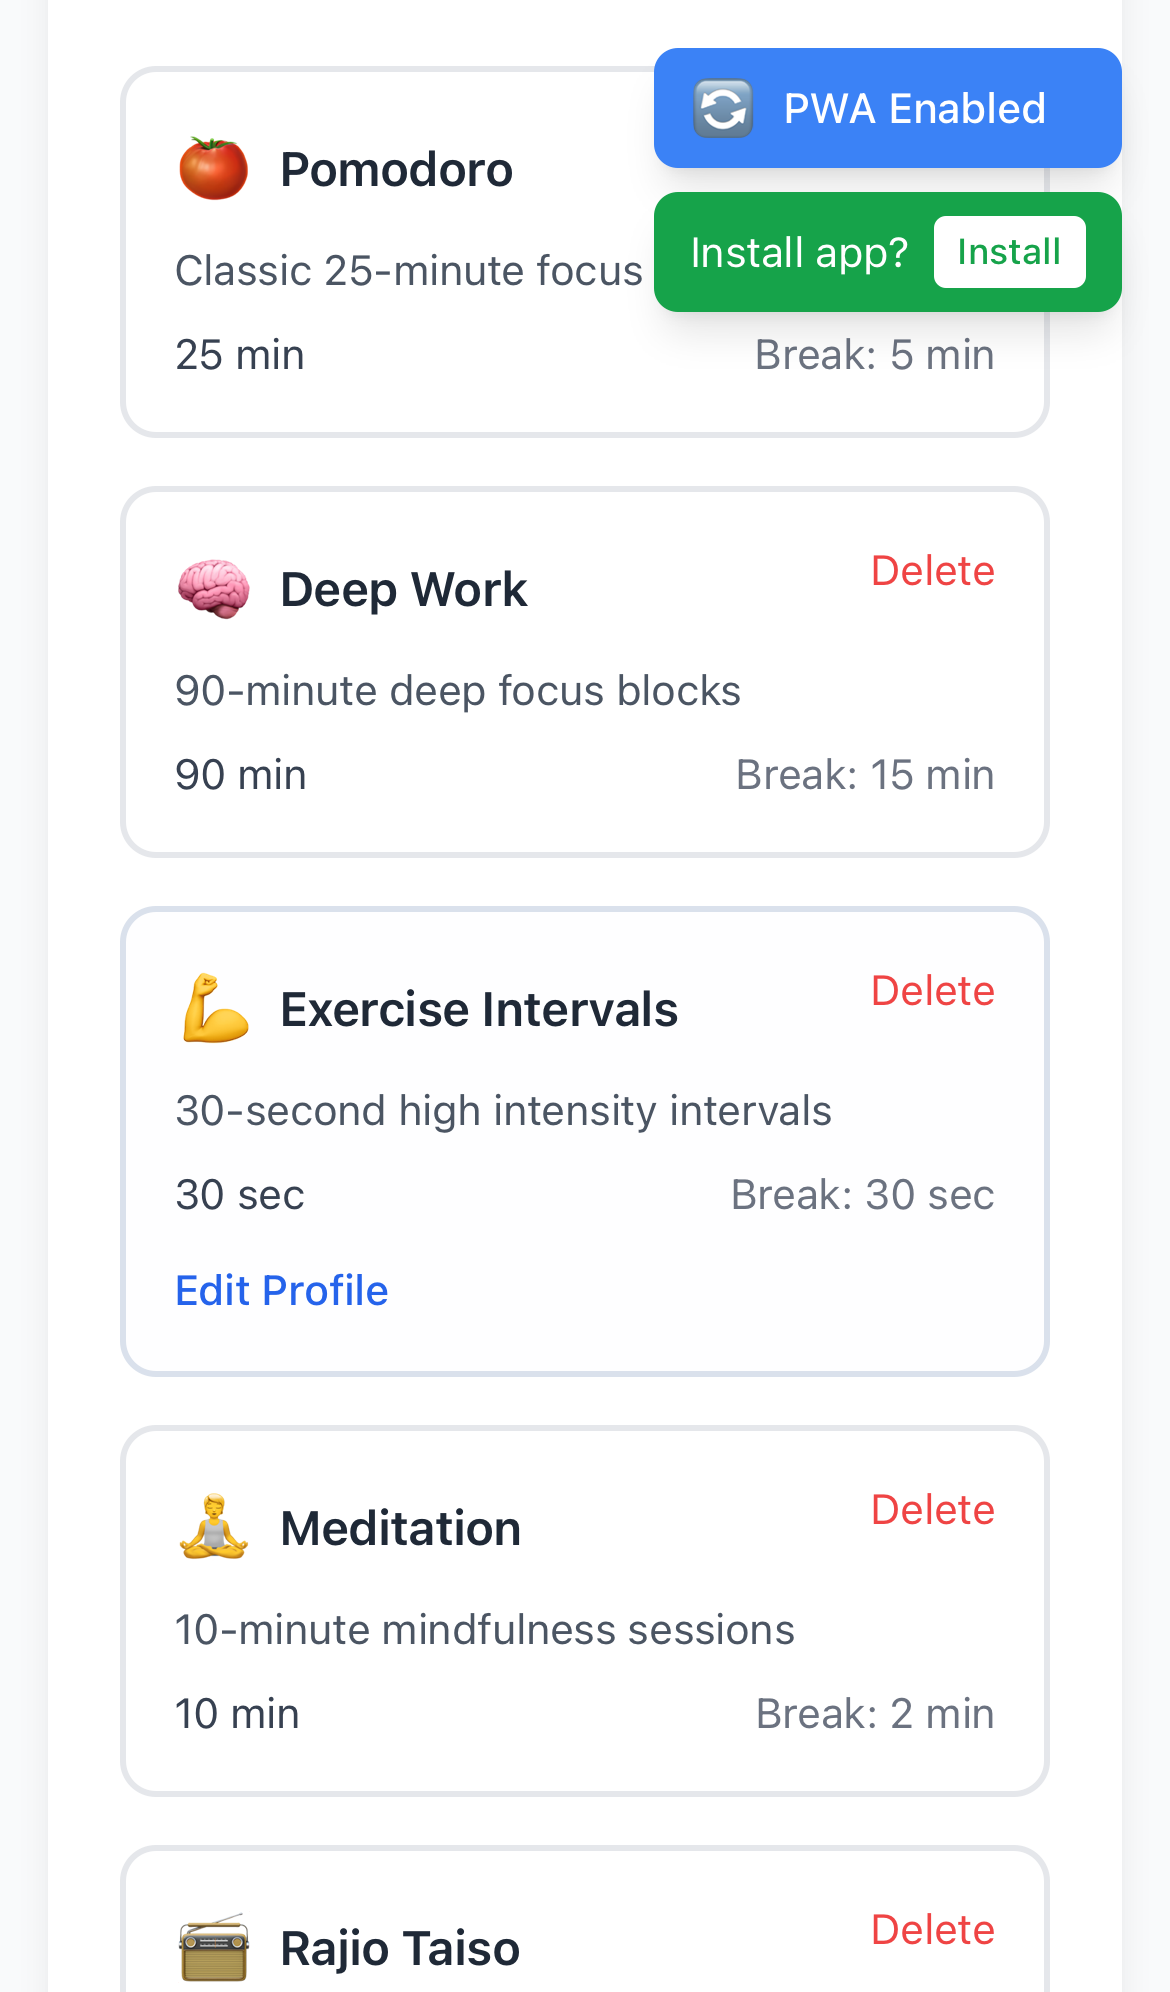 PWA Enabled
Pomodoro
Install app? Install
Classic 25-minute focus
25 min Break: 5 min
Deep Work Delete
90-minute deep focus blocks
90 min Break: 15 min
Exercise Intervals Delete
30-second high intensity intervals
30 sec Break: 30 sec
Edit Profile
Meditation Delete
10-minute mindfulness sessions
10 min Break: 2 min
Rajio Taiso Delete